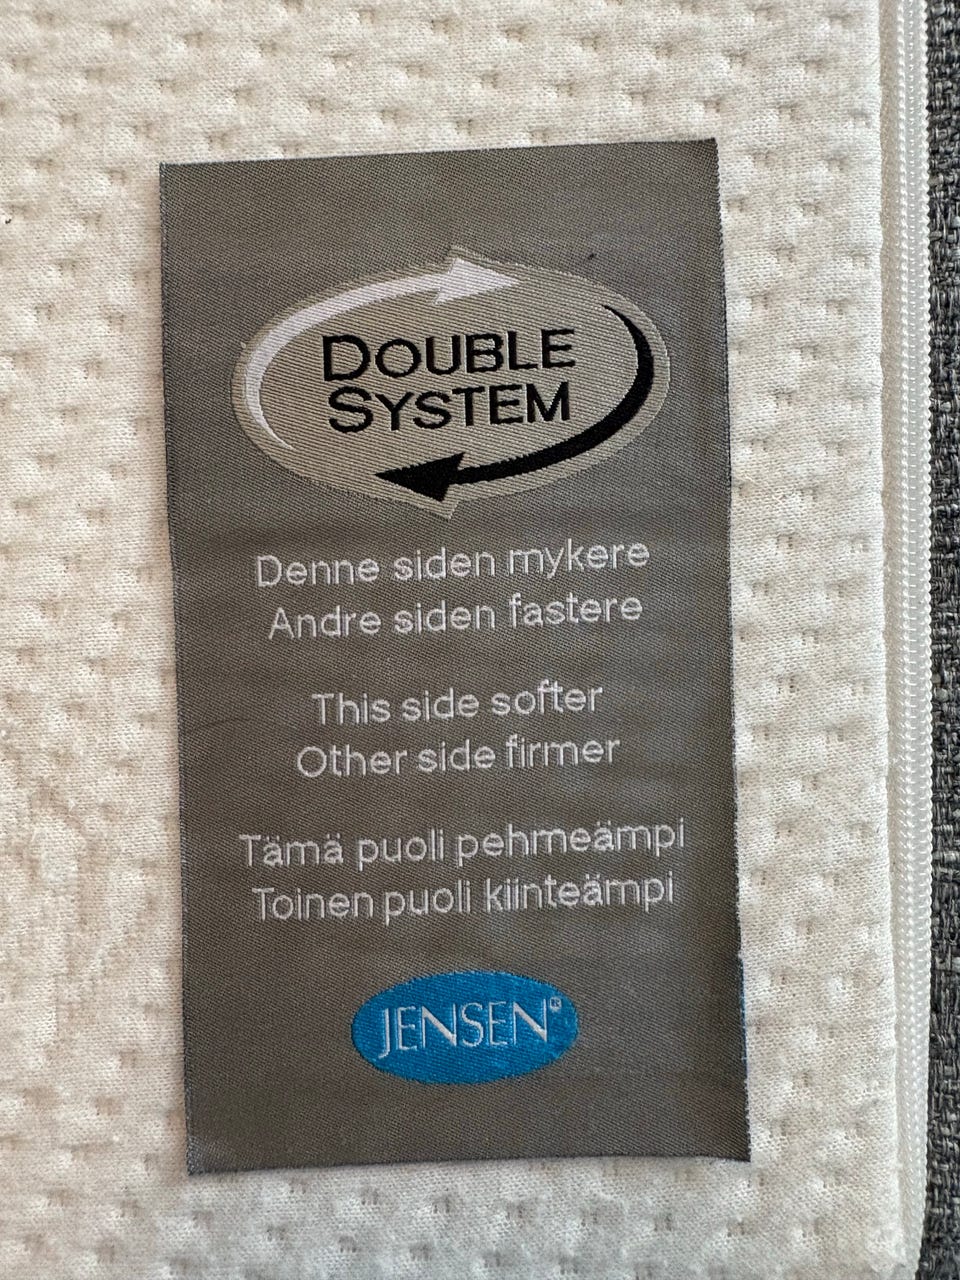 DOUBLE
SYSTEM
Denne siden mykere
Andre siden fastere
This side softer
Other side firmer
Tämä puoli pehmeämpi
Toinen puoli kiinteämpi
JENSEN®